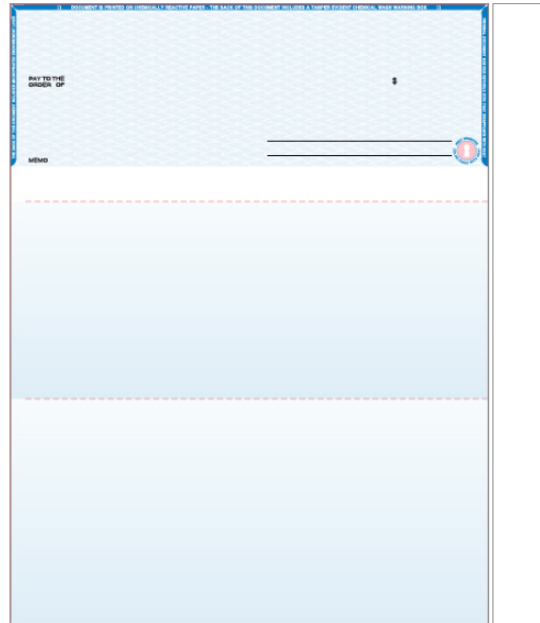 DOCUMENT IS PRINTED ON CHEMICALLY REACTIVE PAPER - THE BACK OF THIS DOCUMENT INCLUDES A TAMPER EVIDENT CHEMICAL WASH WARNING BOX
PAY TO THE
ORDER OF
$
MEMO